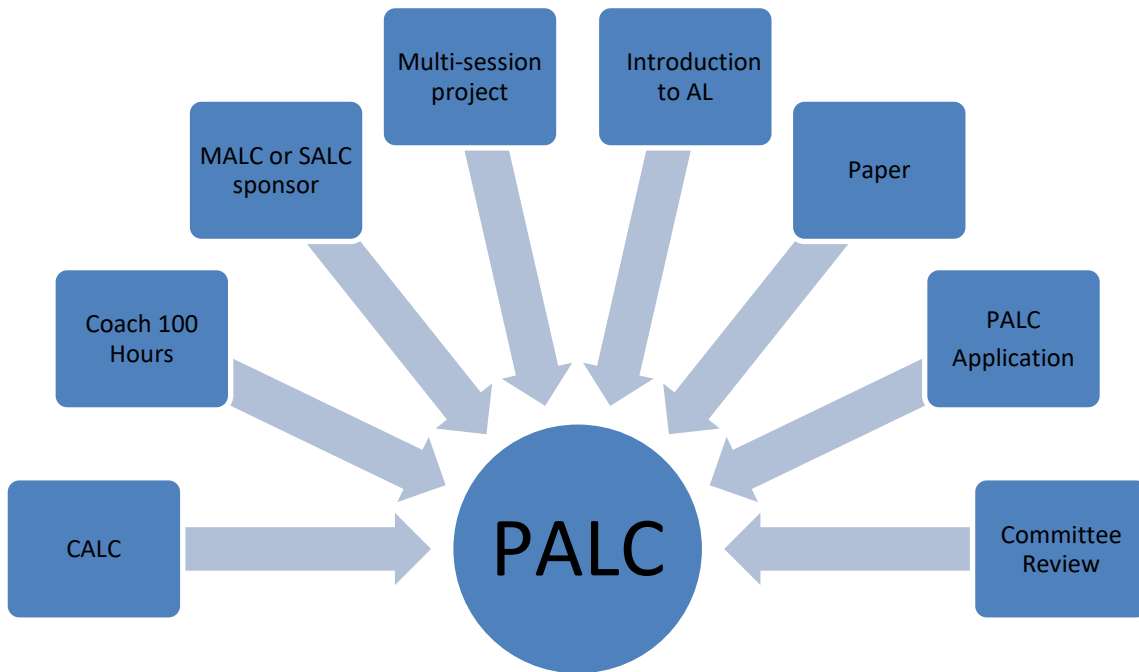 Multi-session
project
Introduction
to AL
MALC or SALC
sponsor
Paper
Coach 100
Hours
PALC
Application
CALC
PALC
Committee
Review